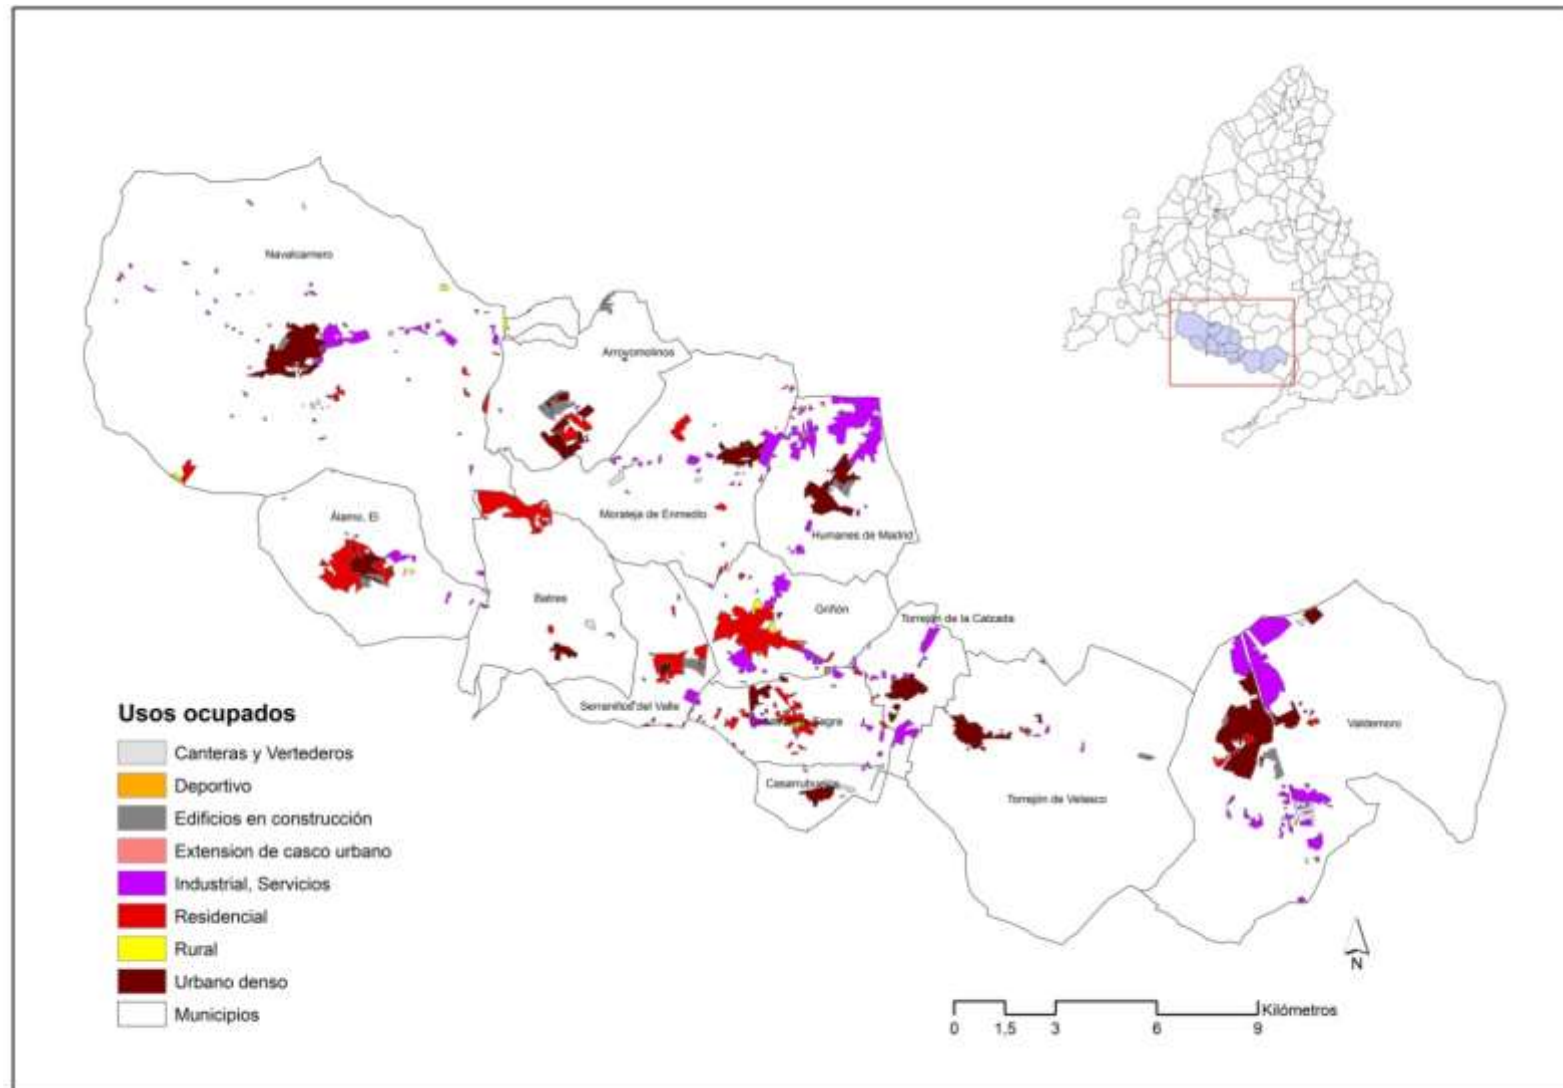 Navalcarnero
Arroyomolinos
Álamo, El
Moraleja de Enmedio
Humanes de Madrid
Batres
Griñón
Torrejón de la Calzada
Serranillos del Valle
Sagra
Valdemoro
Casarrubuelos
Torrejón de Velasco
Usos ocupados
Canteras y Vertederos
Deportivo
Edificios en construcción
Extension de casco urbano
Industrial, Servicios
Residencial
Rural
Urbano denso
Municipios
N
Kilómetros
0 1,5 3 6 9